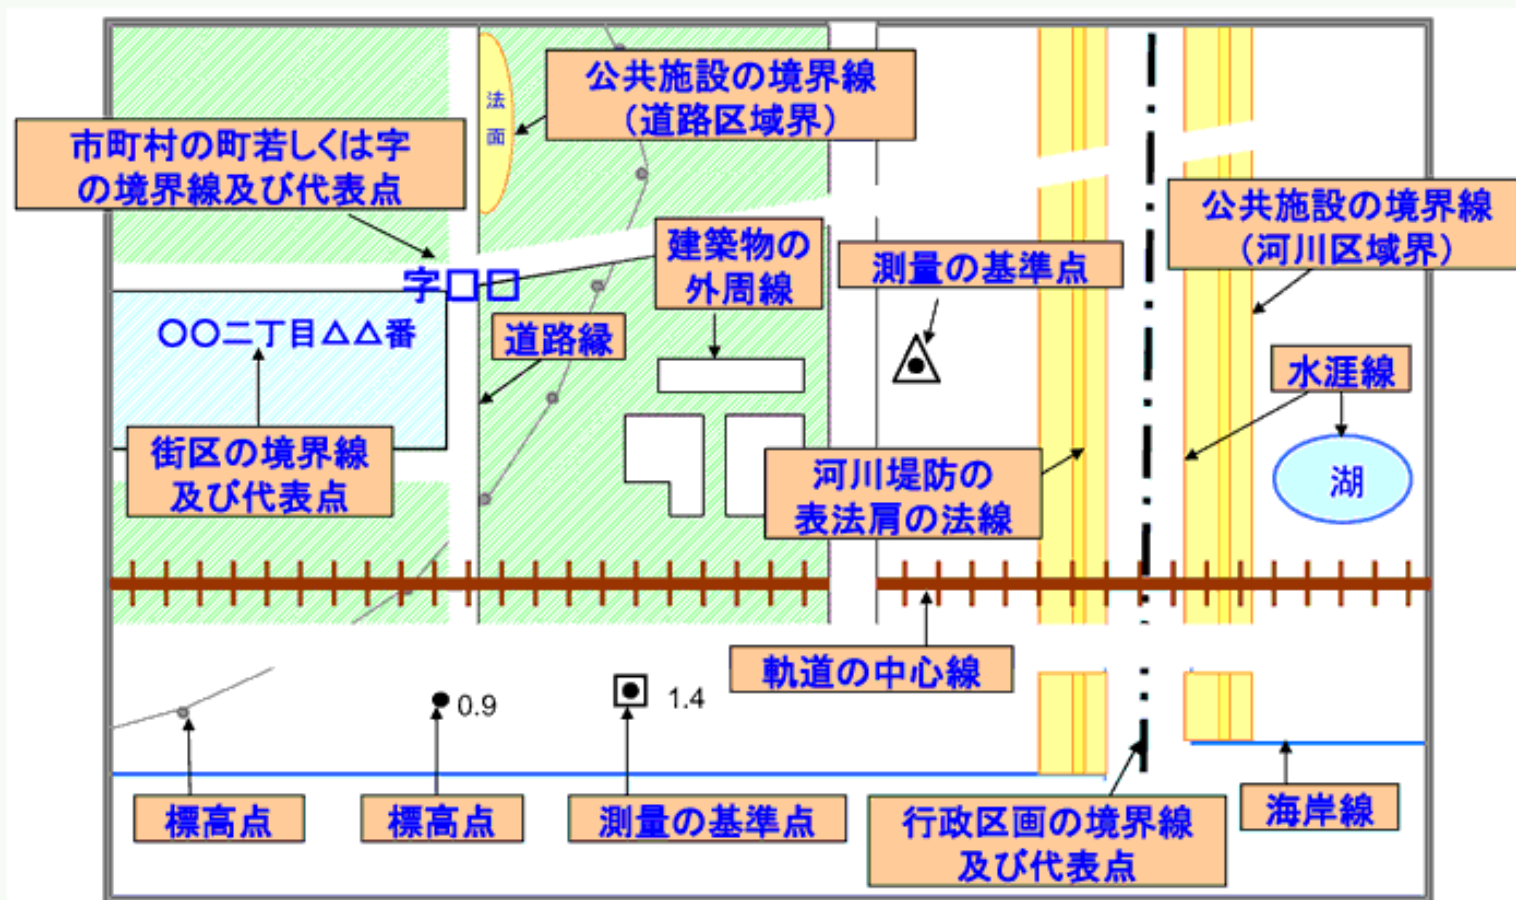 公共施設の境界線
（道路区域界）
法
面
市町村の町若しくは字
の境界線及び代表点
公共施設の境界線
（河川区域界）
建築物の
外周線
測量の基準点
字□□
〇〇二丁目△△番
道路縁
水涯線
街区の境界線
及び代表点
河川堤防の
表法肩の法線
湖
軌道の中心線
0.9
1.4
標高点
標高点
測量の基準点
行政区画の境界線
及び代表点
海岸線